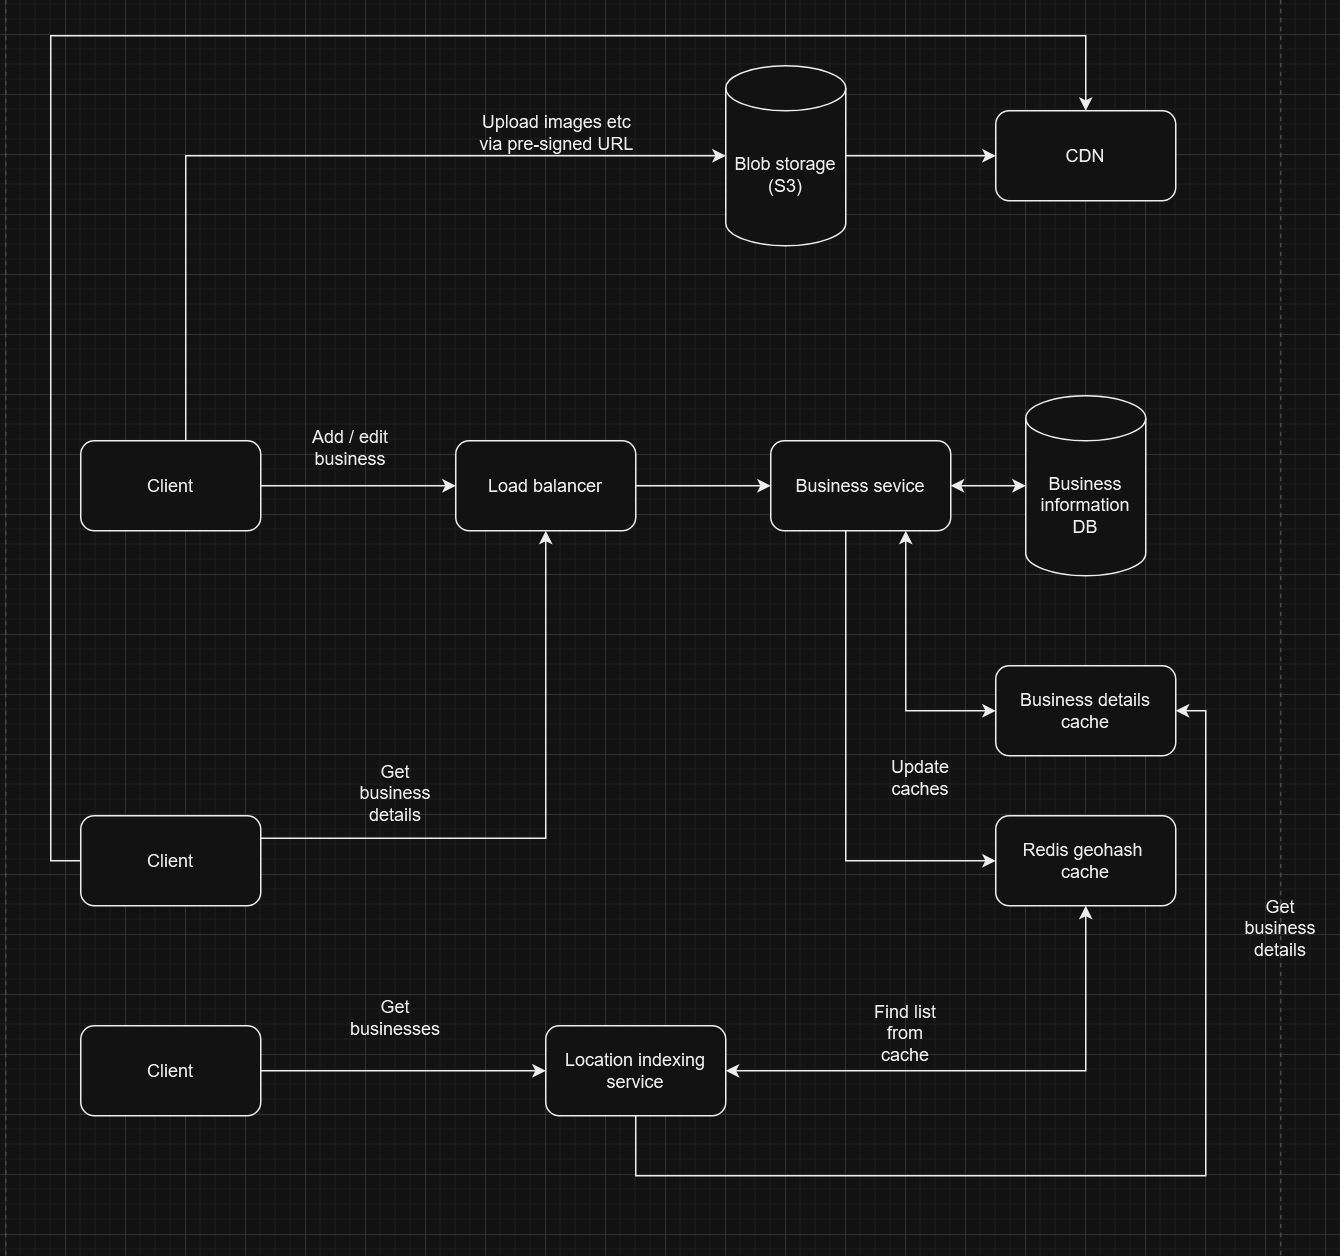 Upload images etc
via pre-signed URL
Blob storage
(S3)
CDN
Add / edit
business
Client
Load balancer
Business sevice
Business
information
DB
Business details
cache
Get
business
details
Update
caches
Client
Redis geohash
cache
Get
business
details
Get
businesses
Find list
from
cache
Client
Location indexing
service